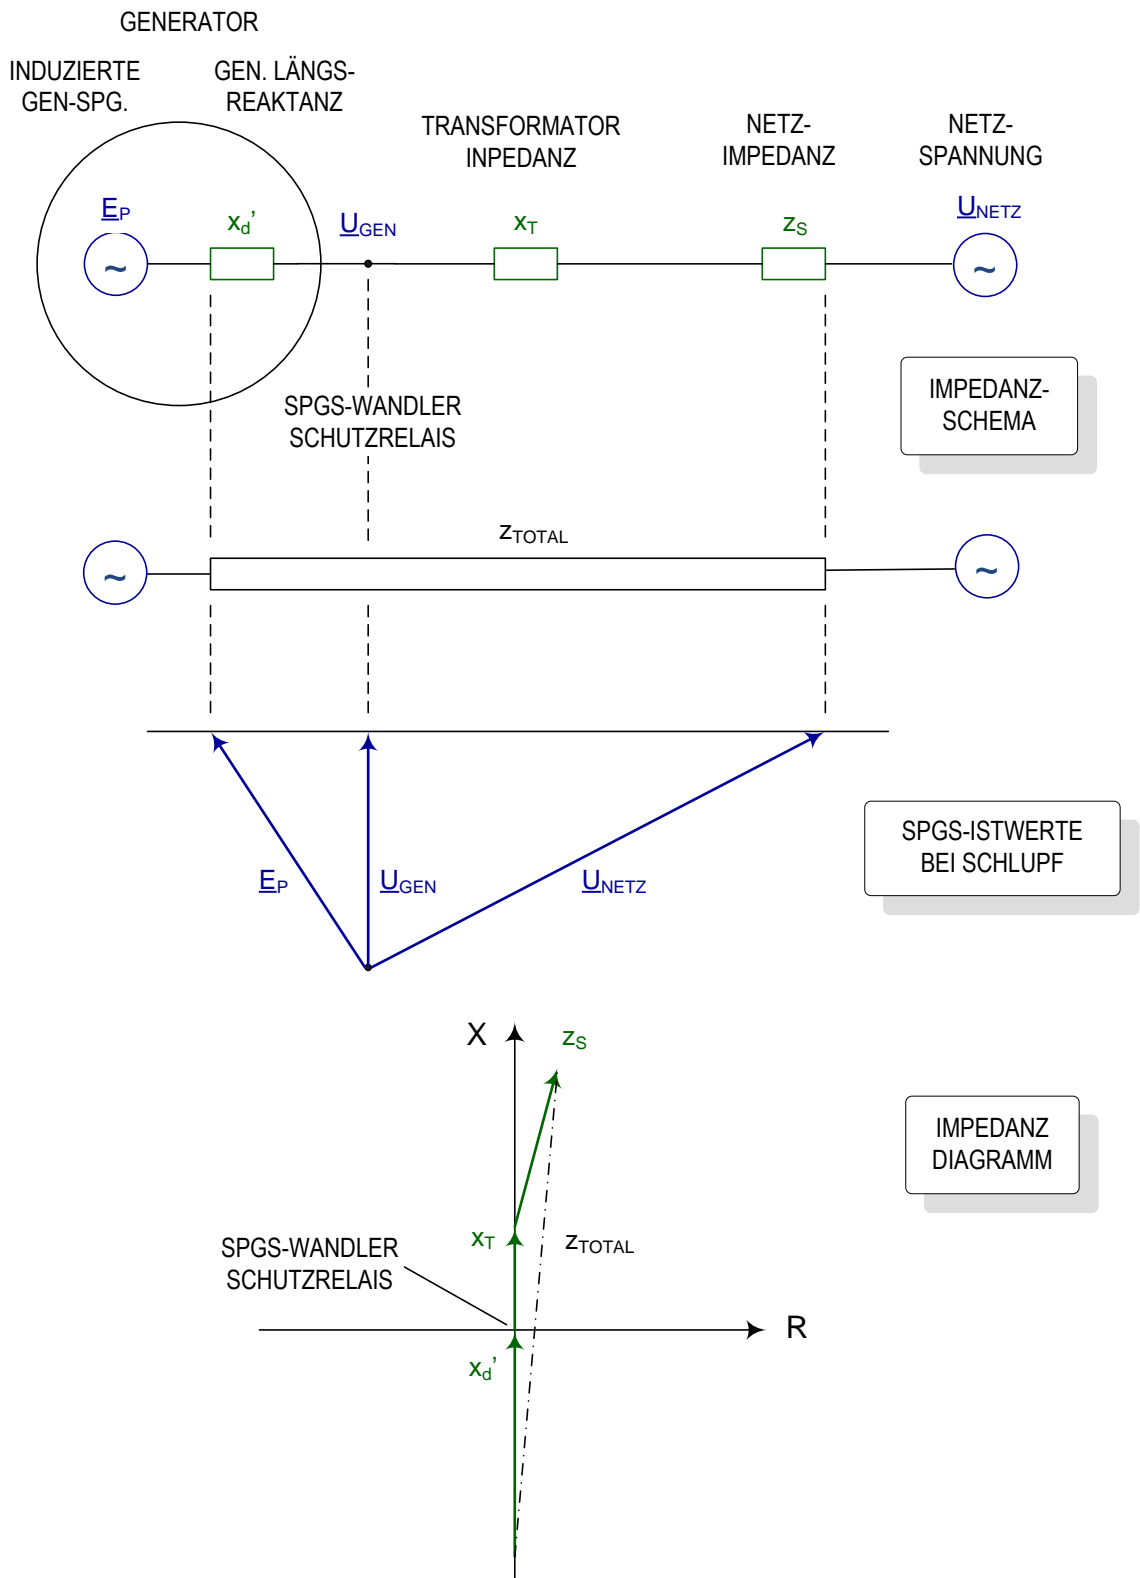 GENERATOR
INDUZIERTE
GEN-SPG.
GEN. LÄNGS-
REAKTANZ
TRANSFORMATOR
INPEDANZ
NETZ-
IMPEDANZ
NETZ-
SPANNUNG
EP
xd’
UGEN
xT
zS
UNETZ
~
~
SPGS-WANDLER
SCHUTZRELAIS
IMPEDANZ-
SCHEMA
zTOTAL
~
~
EP
UGEN
UNETZ
SPGS-ISTWERTE
BEI SCHLUPF
X
zS
IMPEDANZ
DIAGRAMM
xT
zTOTAL
SPGS-WANDLER
SCHUTZRELAIS
R
xd’